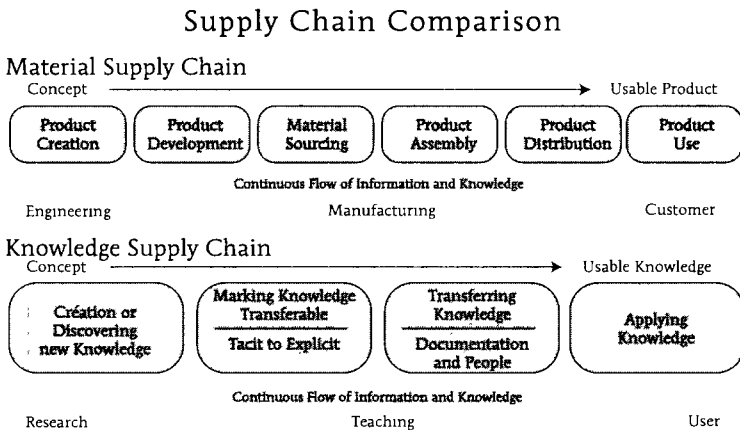 Supply Chain Comparison
Material Supply Chain
Concept
Usable Product
Product
Creation
Product
Development
Material
Sourcing
Product
Assembly
Product
Distribution
Product
Use
Continuous Flow of Information and Knowledge
Engineering
Manufacturing
Customer
Knowledge Supply Chain
Concept
Usable Knowledge
Création or
Discovering
new Knowledge
Marking Knowledge
Transferable
Tacit to Explicit
Transferring
Knowledge
Documentation
and People
Applying
Knowledge
Continuous Flow of Information and Knowledge
Research
Teaching
User